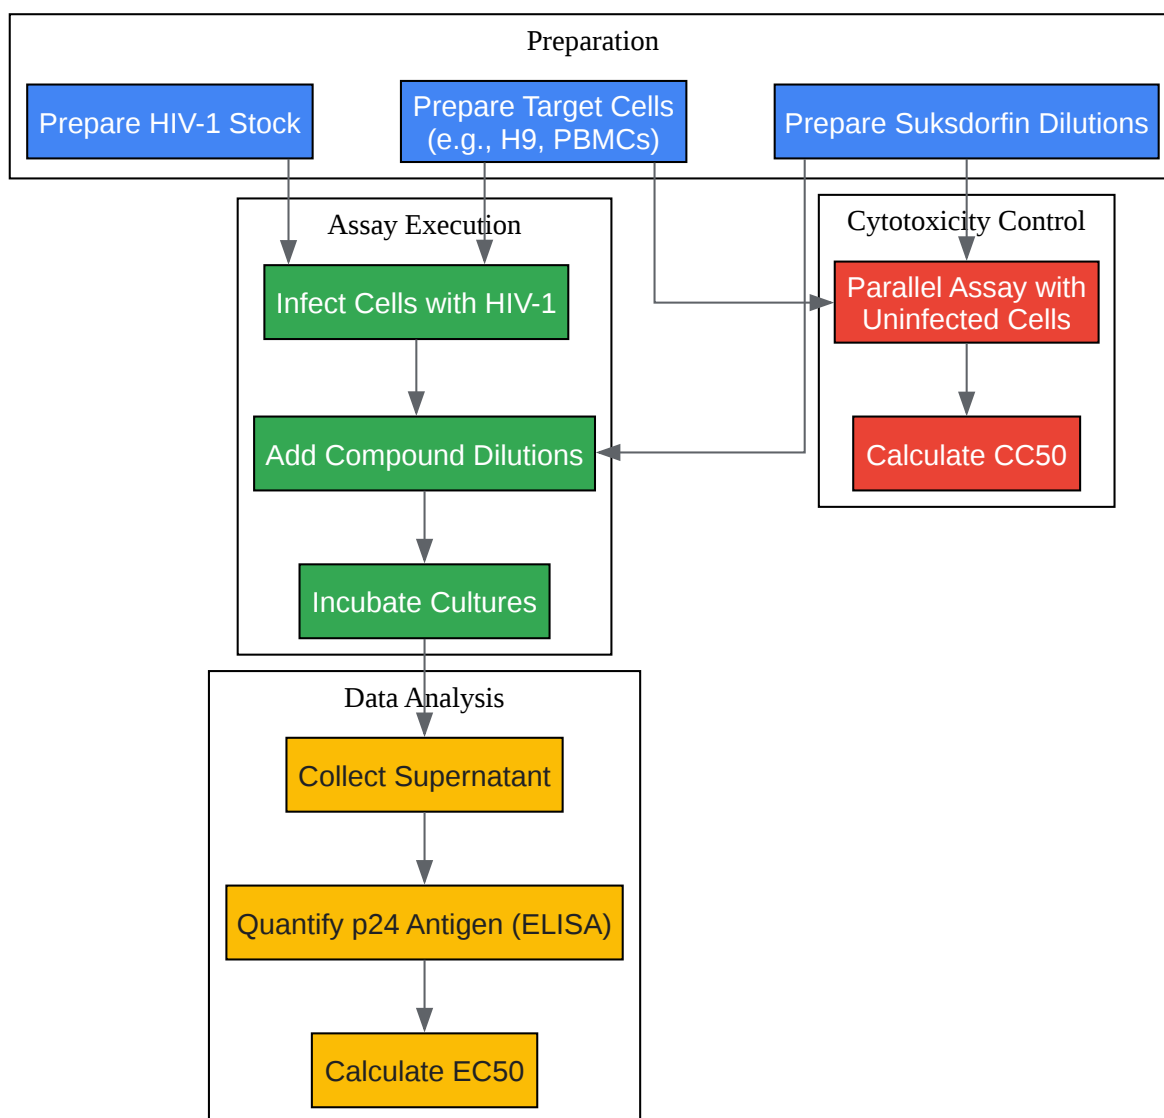 Preparation
Prepare HIV-1 Stock
Prepare Target Cells
(e.g., H9, PBMCs)
Prepare Suksdorfin Dilutions
Assay Execution
Infect Cells with HIV-1
Add Compound Dilutions
Incubate Cultures
Cytotoxicity Control
Parallel Assay with
Uninfected Cells
Calculate CC50
Data Analysis
Collect Supernatant
Quantify p24 Antigen (ELISA)
Calculate EC50